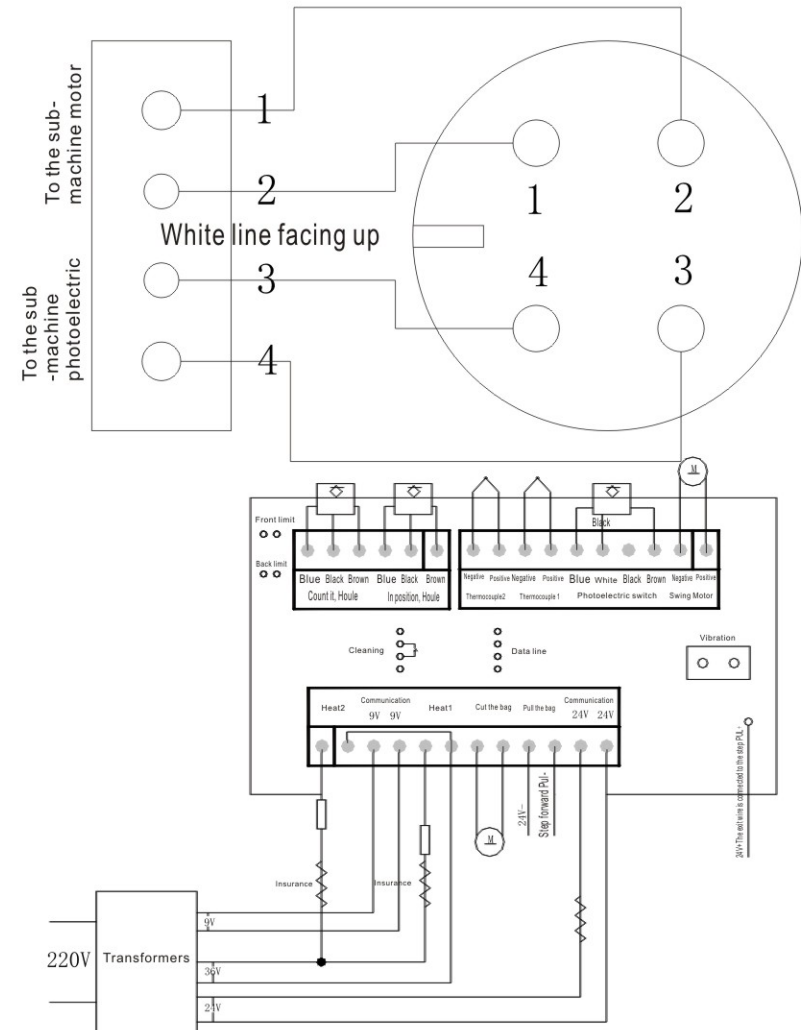 To the sub-
machine motor
To the sub
-machine
photoelectric
1
2
White line facing up
3
4
1
2
4
3
M
Front limit
Back limit
Black
Blue Black Brown Blue Black Brown
Count it, Houle In position, Houle
Negative Positive Negative Positive Blue White Black Brown Negative Positive
Thermocouple2 Thermocouple 1 Photoelectric switch Swing Motor
Cleaning
Data line
Vibration
Heat2 Communication Heat1 Cut the bag Pull the bag Communication
9V 9V 24V 24V
24V-
Step forward Pul-
M
24V+The exit wire is connected to the step PUL-
Insurance
Insurance
220V
Transformers
9V
36V
24V